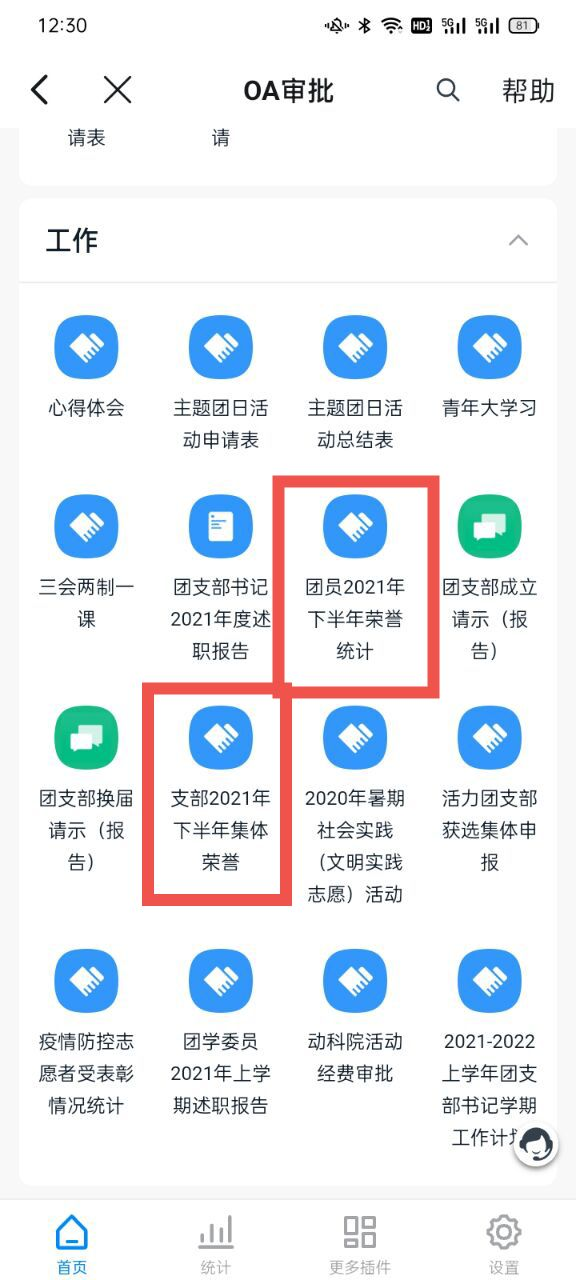 12:30
HD2 5G 5G 81
OA审批
帮助
请表
请
工作
心得体会
主题团日活
动申请表
主题团日活
动总结表
青年大学习
三会两制一
课
团支部书记
2021年度述
职报告
团员2021年
下半年荣誉
统计
团支部成立
请示（报
告）
团支部换届
请示（报
告）
支部2021年
下半年集体
荣誉
2020年暑期
社会实践
（文明实践
志愿）活动
活力团支部
获选集体申
报
疫情防控志
愿者受表彰
情况统计
团学委员
2021年上学
期述职报告
动科院活动
经费审批
2021-2022
上学年团支
部书记学期
工作计
首页
统计
更多插件
设置